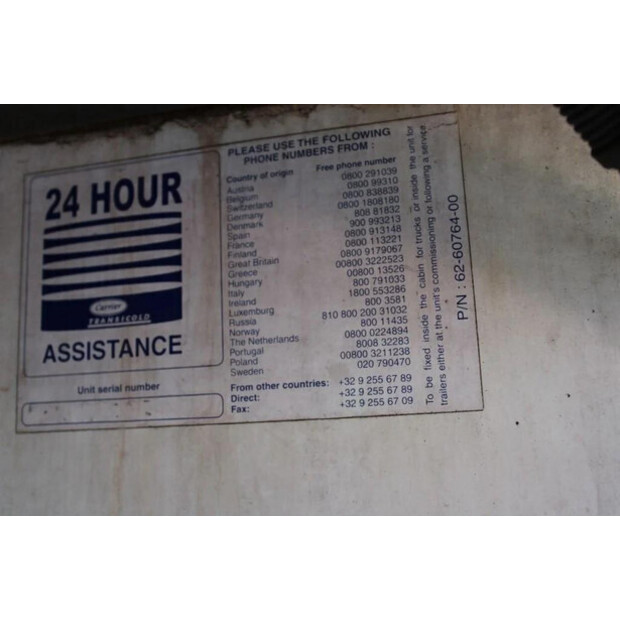 24 HOUR
Carrier
TRANSICOLD
ASSISTANCE
Unit serial number
PLEASE USE THE FOLLOWING
PHONE NUMBERS FROM :
Country of origin Free phone number
Austria 0800 291039
Belgium 0800 99310
Switzerland 0800 838839
Germany 0800 1808180
Denmark 808 81832
Spain 900 993213
France 0800 913148
Finland 0800 113221
Great Britain 0800 9179067
Greece 00800 3222523
Hungary 00800 13526
Italy 800 791033
Ireland 1800 553286
Luxemburg 800 3581
Russia 810 800 200 31032
Norway 800 11435
The Netherlands 0800 0224894
Portugal 8008 32283
Poland 00800 3211238
Sweden 020 790470
From other countries:
Direct: +32 9 255 67 89
+32 9 255 67 89
Fax: +32 9 255 67 09
To be fixed inside the cabin for trucks or inside the unit for
trailers either at the unit's commissioning or following a service
P/N : 62-60764-00